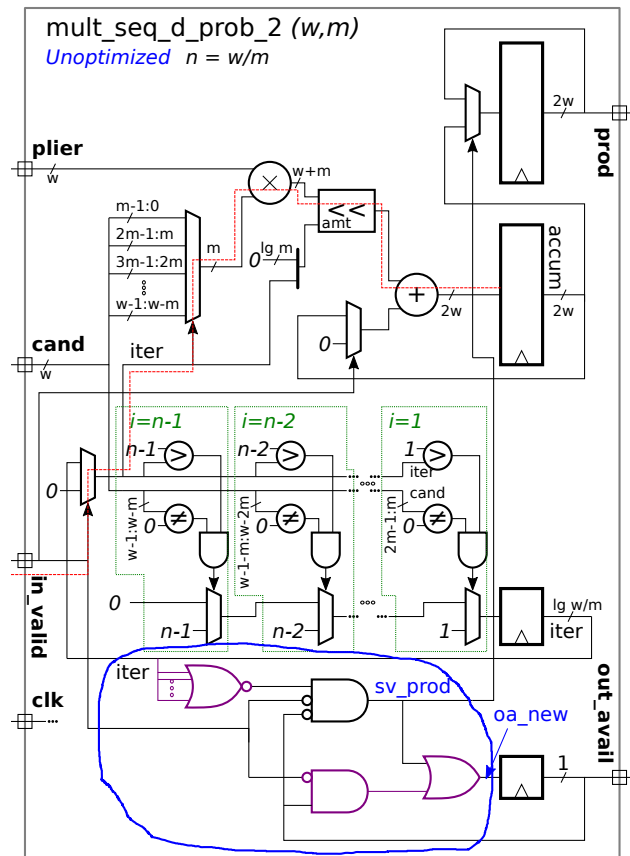 mult_seq_d_prob_2 (w,m)
Unoptimized n = w/m
2w
prod
plier
w
w+m
m-1:0
2m-1:m
3m-1:2m
w-1:w-m
m
<<
amt
0
lg m
accum
+
2w
2w
0
cand
w
iter
i=n-1
i=n-2
i=1
n-1
>
n-2
>
1
>
iter
0
cand
w-1:w-m
0
≠
w-1-m:w-2m
0
≠
2m-1:m
0
≠
in_valid
0
n-1
n-2
1
lg w/m
iter
iter
sv_prod
out_avail
clk
oa_new
1